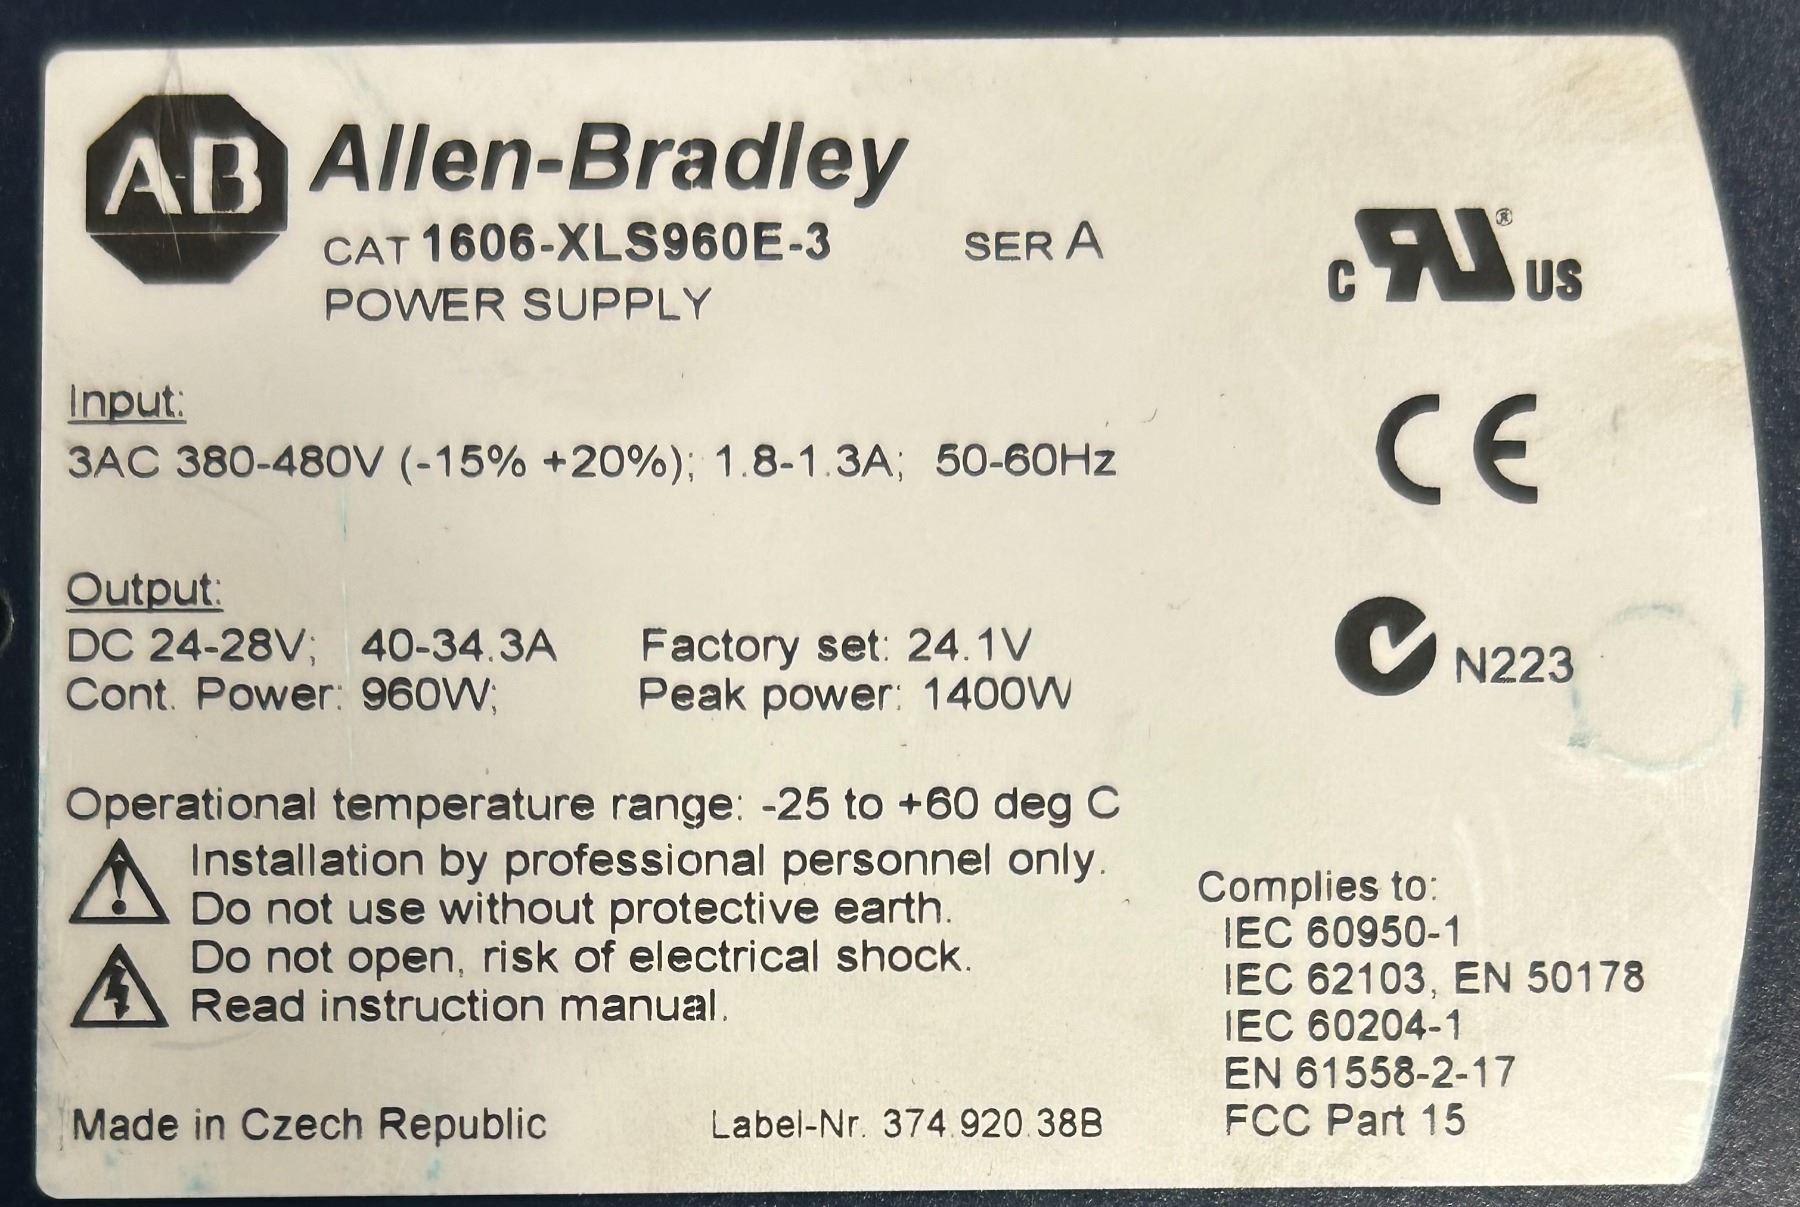 AB Allen-Bradley
CAT 1606-XLS960E-3 SER A
POWER SUPPLY
C RU ® US
Input:
3AC 380-480V (-15% +20%); 1.8-1.3A; 50-60Hz
CE
Output:
DC 24-28V; 40-34.3A Factory set: 24.1V
Cont. Power: 960W; Peak power: 1400W
N223
Operational temperature range: -25 to +60 deg C
Installation by professional personnel only.
Do not use without protective earth.
Do not open, risk of electrical shock.
Read instruction manual.
Complies to:
IEC 60950-1
IEC 62103, EN 50178
IEC 60204-1
EN 61558-2-17
FCC Part 15
Made in Czech Republic Label-Nr. 374.920.38B